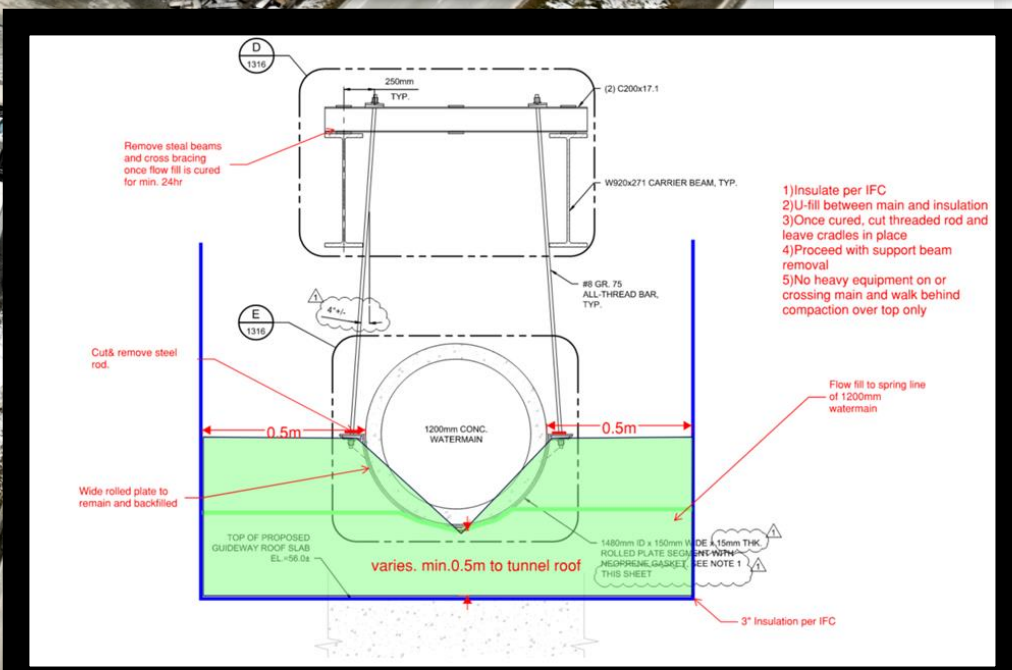 D
1316
250mm
TYP.
(2) C200x17.1
Remove steal beams
and cross bracing
once flow fill is cured
for min. 24hr
W920x271 CARRIER BEAM, TYP.
1)Insulate per IFC
2)U-fill between main and insulation
3)Once cured, cut threaded rod and
leave cradles in place
4)Proceed with support beam
removal
5)No heavy equipment on or
crossing main and walk behind
compaction over top only
#8 GR. 75
ALL-THREAD BAR,
TYP.
1
4"+/-
E
1316
Cut& remove steel
rod.
Flow fill to spring line
of 1200mm
watermain
0.5m
1200mm CONC.
WATERMAIN
0.5m
Wide rolled plate to
remain and backfilled
TOP OF PROPOSED
GUIDEWAY ROOF SLAB
EL.=56.0±
varies. min.0.5m to tunnel roof
1480mm ID x 150mm WIDE x 15mm THK.
ROLLED PLATE SEGMENT WITH
NEOPRENE GASKET, SEE NOTE 1
THIS SHEET
1
1
3" Insulation per IFC